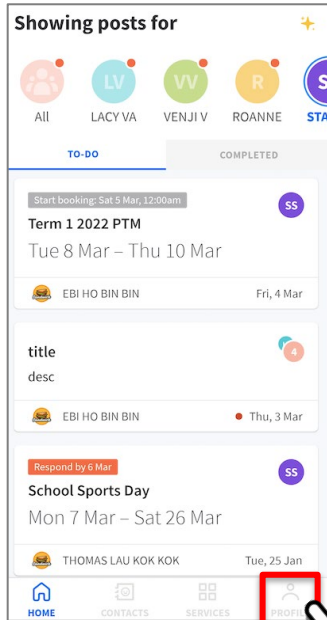 Showing posts for
LV
VV
R
S
All
LACY VA
VENJI V
ROANNE
STA
TO-DO
COMPLETED
Start booking: Sat 5 Mar, 12:00am
SS
Term 1 2022 PTM
Tue 8 Mar – Thu 10 Mar
EBI HO BIN BIN
Fri, 4 Mar
title
4
desc
EBI HO BIN BIN
Thu, 3 Mar
Respond by 6 Mar
SS
School Sports Day
Mon 7 Mar – Sat 26 Mar
THOMAS LAU KOK KOK
Tue, 25 Jan
HOME
CONTACTS
SERVICES
PROFIL